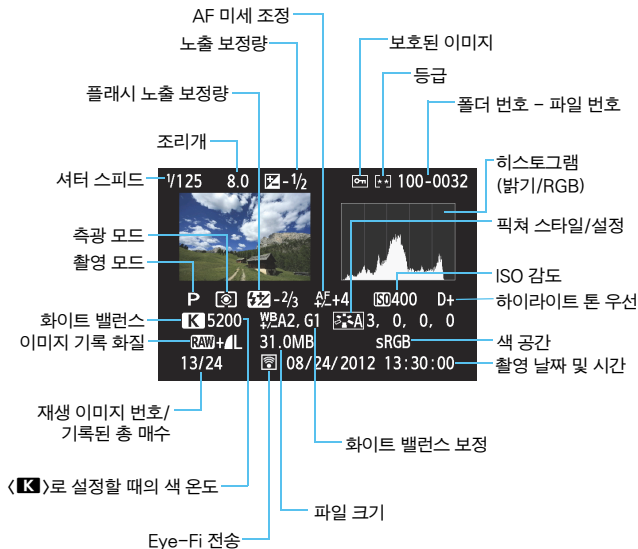 AF 미세 조정
노출 보정량
보호된 이미지
등급
플래시 노출 보정량
폴더 번호 - 파일 번호
조리개
히스토그램
(밝기/RGB)
셔터 스피드
1/125 8.0 -1/2 100-0032
픽쳐 스타일/설정
측광 모드
촬영 모드
ISO 감도
P -2/3 AF+4 ISO400 D+
하이라이트 톤 우선
화이트 밸런스
K 5200 WB A2, G1 A3, 0, 0, 0
이미지 기록 화질
RAW+L 31.0MB sRGB
색 공간
13/24 08/24/2012 13:30:00
촬영 날짜 및 시간
재생 이미지 번호/
기록된 총 매수
화이트 밸런스 보정
〈K〉로 설정할 때의 색 온도
파일 크기
Eye-Fi 전송